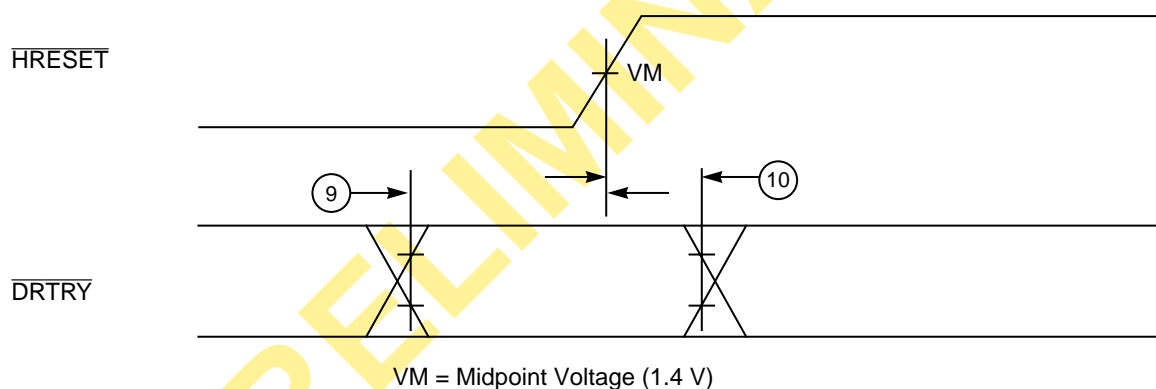 HRESET
VM
9
10
DRTRY
VM = Midpoint Voltage (1.4 V)